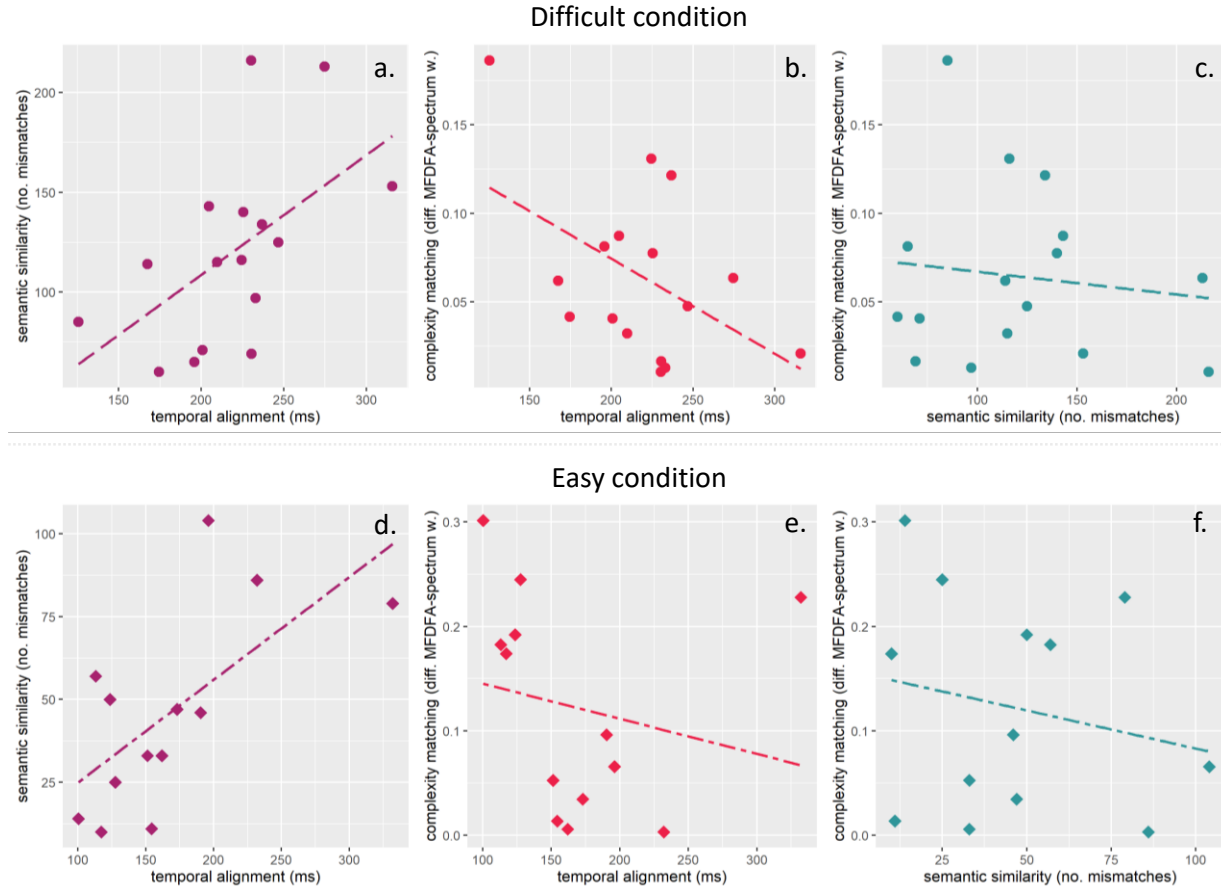 Difficult condition
a.
semantic similarity (no. mismatches)
200
150
100
150
200
250
300
temporal alignment (ms)
b.
complexity matching (diff. MFDFA-spectrum w.)
0.15
0.10
0.05
150
200
250
300
temporal alignment (ms)
c.
complexity matching (diff. MFDFA-spectrum w.)
0.15
0.10
0.05
100
150
200
semantic similarity (no. mismatches)
Easy condition
d.
semantic similarity (no. mismatches)
100
75
50
25
100
150
200
250
300
temporal alignment (ms)
e.
complexity matching (diff. MFDFA-spectrum w.)
0.3
0.2
0.1
0.0
100
150
200
250
300
temporal alignment (ms)
f.
complexity matching (diff. MFDFA-spectrum w.)
0.3
0.2
0.1
0.0
25
50
75
100
semantic similarity (no. mismatches)